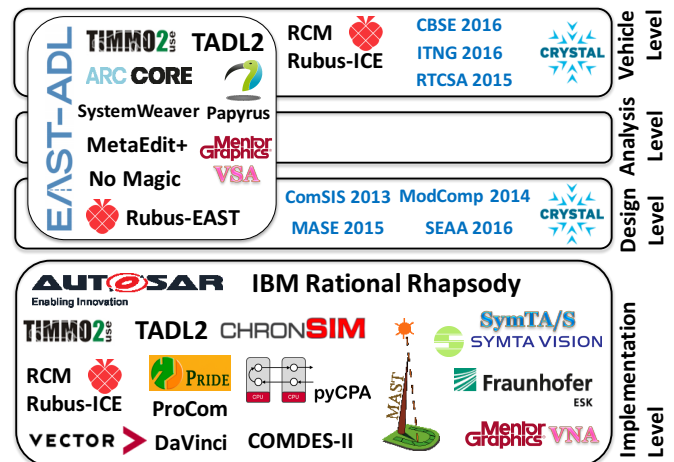 EAST-ADL
TIMMO2use
TADL2
ARC CORE
SystemWeaver
Papyrus
MetaEdit+
Mentor
Graphics
No Magic
VSA
Rubus-EAST
RCM
Rubus-ICE
CBSE 2016
ITNG 2016
RTCSA 2015
CRYSTAL
Vehicle
Level
Analysis
Level
ComSIS 2013
ModComp 2014
MASE 2015
SEAA 2016
CRYSTAL
Design
Level
AUTOSAR
Enabling Innovation
IBM Rational Rhapsody
TIMMO2use
TADL2
CHRONSIM
SymTA/S
SYMTA VISION
RCM
Rubus-ICE
PRIDE
ProCom
CPU
CPU
pyCPA
MAST
Fraunhofer
ESK
VECTOR
DaVinci
COMDES-II
Mentor
Graphics
VNA
Implementation
Level